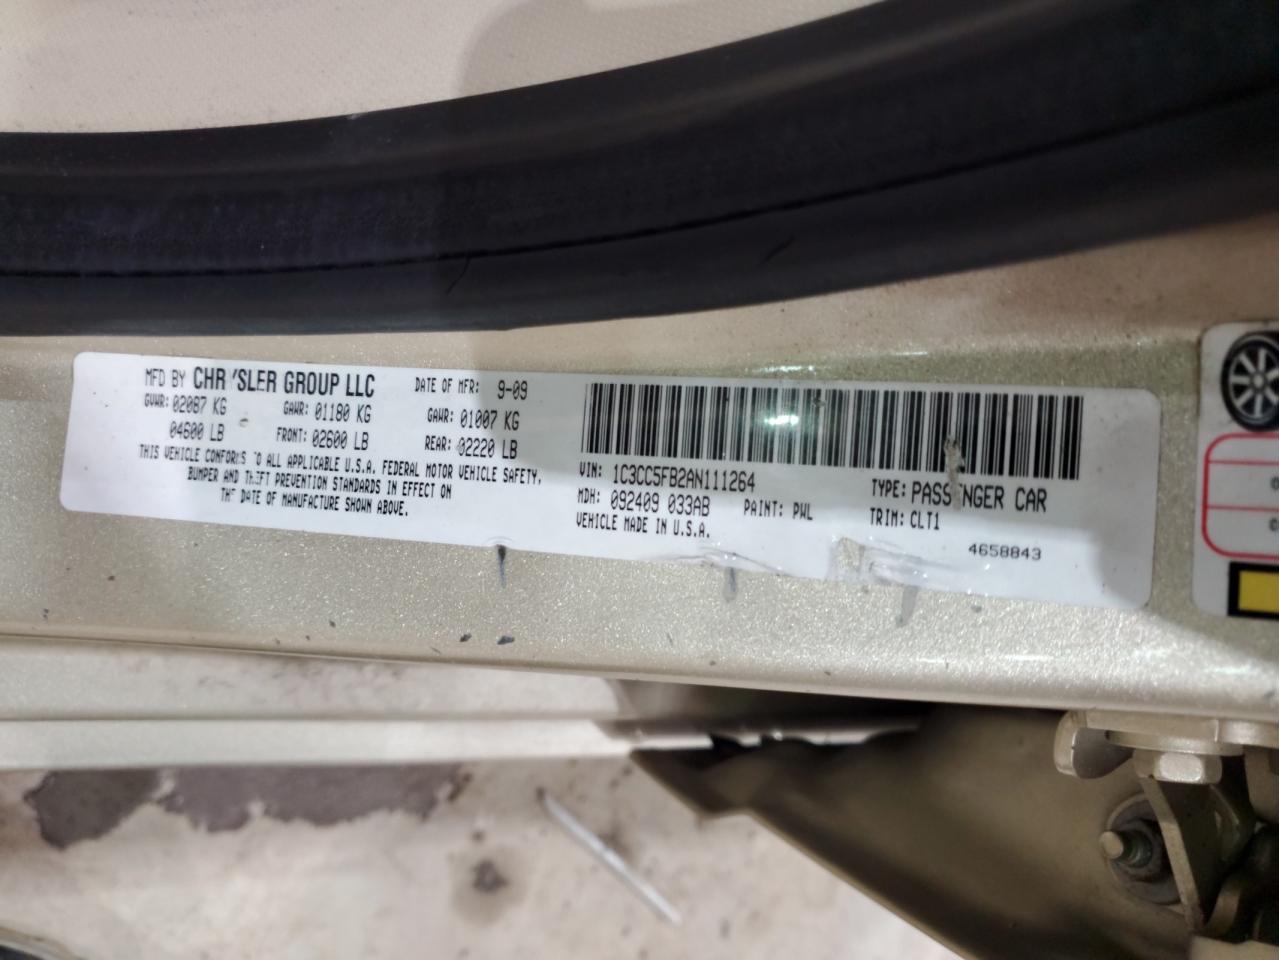 MFD BY CHRYSLER GROUP LLC DATE OF MFR: 9-09
GVWR: 02087 KG GAWR: 01180 KG GAWR: 01007 KG
04600 LB FRONT: 02600 LB REAR: 02220 LB
THIS VEHICLE CONFORMS TO ALL APPLICABLE U.S.A. FEDERAL MOTOR VEHICLE SAFETY,
BUMPER AND THEFT PREVENTION STANDARDS IN EFFECT ON
THE DATE OF MANUFACTURE SHOWN ABOVE.
VIN: 1C3CC5FB2AN111264 TYPE: PASSENGER CAR
MDH: 092409 033AB PAINT: PWL TRIM: CLT1
VEHICLE MADE IN U.S.A.
4658843